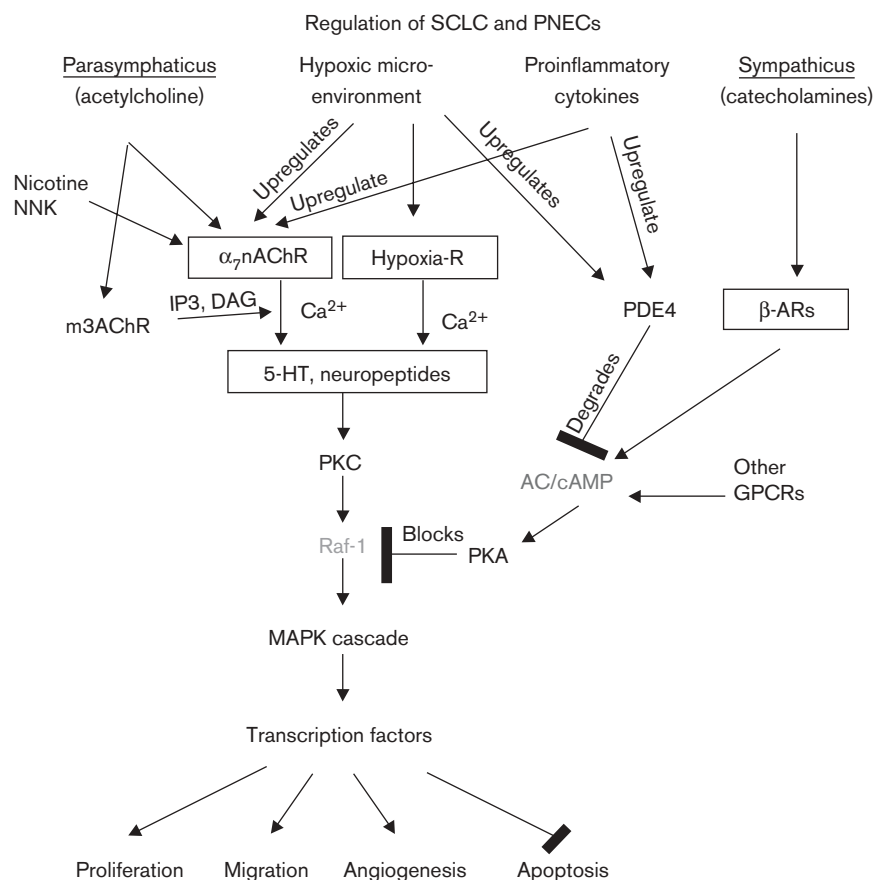 Regulation of SCLC and PNECs
Parasymphaticus
(acetylcholine)
Hypoxic micro-
environment
Proinflammatory
cytokines
Sympathicus
(catecholamines)
Upregulates
Upregulate
Upregulates
Upregulate
Nicotine
NNK
α₇nAChR
Hypoxia-R
m3AChR
IP3, DAG
Ca²⁺
Ca²⁺
PDE4
β-ARs
5-HT, neuropeptides
Degrades
PKC
AC/cAMP
Other
GPCRs
Raf-1
Blocks
PKA
MAPK cascade
Transcription factors
Proliferation
Migration
Angiogenesis
Apoptosis